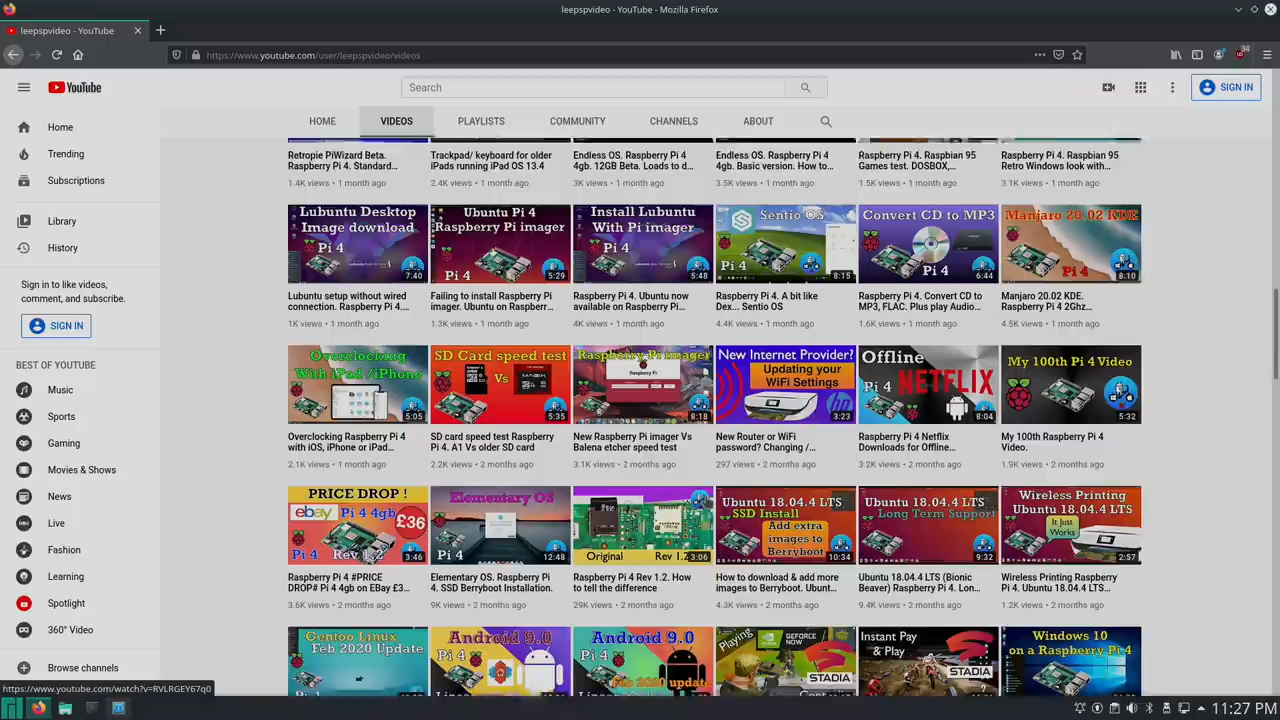 leepspvideo - YouTube - Mozilla Firefox
leepspvideo - YouTube
https://www.youtube.com/user/leepspvideo/videos
34
YouTube
Search
SIGN IN
HOME
VIDEOS
PLAYLISTS
COMMUNITY
CHANNELS
ABOUT
Home
Trending
Subscriptions
Library
History
Sign in to like videos,
comment, and subscribe.
SIGN IN
BEST OF YOUTUBE
Music
Sports
Gaming
Movies & Shows
News
Live
Fashion
Learning
Spotlight
360° Video
Browse channels
Retropie PiWizard Beta.
Raspberry Pi 4. Standard...
1.4K views • 1 month ago
Trackpad/ keyboard for older
iPads running iPad OS 13.4
2.4K views • 1 month ago
Endless OS. Raspberry Pi 4
4gb. 12GB Beta. Loads to d...
3K views • 1 month ago
Endless OS. Raspberry Pi 4
4gb. Basic version. How to...
3.5K views • 1 month ago
Raspberry Pi 4. Raspbian 95
Games test. DOSBOX,...
1.5K views • 1 month ago
Raspberry Pi 4. Raspbian 95
Retro Windows look with...
3.1K views • 1 month ago
Lubuntu Desktop
Image download
Pi 4
7:40
Lubuntu setup without wired
connection. Raspberry Pi 4....
1K views • 1 month ago
Ubuntu Pi 4
Raspberry Pi imager
Pi 4
5:29
Failing to install Raspberry Pi
imager. Ubuntu on Raspberr...
1.3K views • 1 month ago
Install Lubuntu
With Pi imager
Pi 4
5:48
Raspberry Pi 4. Ubuntu now
available on Raspberry Pi...
4K views • 1 month ago
Sentio OS
Pi 4
8:15
Raspberry Pi 4. A bit like
Dex... Sentio OS
4.4K views • 1 month ago
Convert CD to MP3
Pi 4
6:44
Raspberry Pi 4. Convert CD to
MP3, FLAC. Plus play Audio...
1.6K views • 1 month ago
Manjaro 20.02 KDE
Pi 4
8:10
Manjaro 20.02 KDE.
Raspberry Pi 4 2Ghz...
4.5K views • 1 month ago
Overclocking
With iPad /iPhone
5:05
Overclocking Raspberry Pi 4
with iOS, iPhone or iPad...
2.1K views • 1 month ago
SD Card speed test
Vs
5:35
SD card speed test Raspberry
Pi 4. A1 Vs older SD card
2.2K views • 2 months ago
Raspberry Pi imager
Raspberry Pi
8:18
New Raspberry Pi imager Vs
Balena etcher speed test
3.1K views • 2 months ago
New Internet Provider?
Updating your
WiFi Settings
3:23
New Router or WiFi
password? Changing /...
297 views • 2 months ago
Offline
Pi 4
NETFLIX
8:04
Raspberry Pi 4 Netflix
Downloads for Offline...
3.2K views • 2 months ago
My 100th Pi 4 Video
5:32
My 100th Raspberry Pi 4
Video.
1.9K views • 2 months ago
PRICE DROP !
ebay
Pi 4 4gb
£36
Pi 4
Rev 1.2
3:46
Raspberry Pi 4 #PRICE
DROP# Pi 4 4gb on EBay £3...
3.6K views • 2 months ago
Elementary OS
Pi 4
12:48
Elementary OS. Raspberry Pi
4. SSD Berryboot Installation.
9K views • 2 months ago
Original
Rev 1.2
3:06
Raspberry Pi 4 Rev 1.2. How
to tell the difference
29K views • 2 months ago
Ubuntu 18.04.4 LTS
SSD Install
Add extra
images to
Berryboot
10:34
How to download & add more
images to Berryboot. Ubunt...
4.3K views • 2 months ago
Ubuntu 18.04.4 LTS
Long Term Support
Pi 4
9:32
Ubuntu 18.04.4 LTS (Bionic
Beaver) Raspberry Pi 4. Lon...
9.4K views • 2 months ago
Wireless Printing
Ubuntu 18.04.4 LTS
It Just
Works
Pi 4
2:57
Wireless Printing Raspberry
Pi 4. Ubuntu 18.04.4 LTS...
1.2K views • 2 months ago
Gentoo Linux
Feb 2020 Update
Android 9.0
Pi 4
Android 9.0
Pi 4
Feb 2020 update
Playing
GEFORCE
NOW
STADIA
Instant Pay
& Play
STADIA
Windows 10
on a Raspberry Pi 4
https://www.youtube.com/watch?v=RVLRGEY67q0
11:27 PM